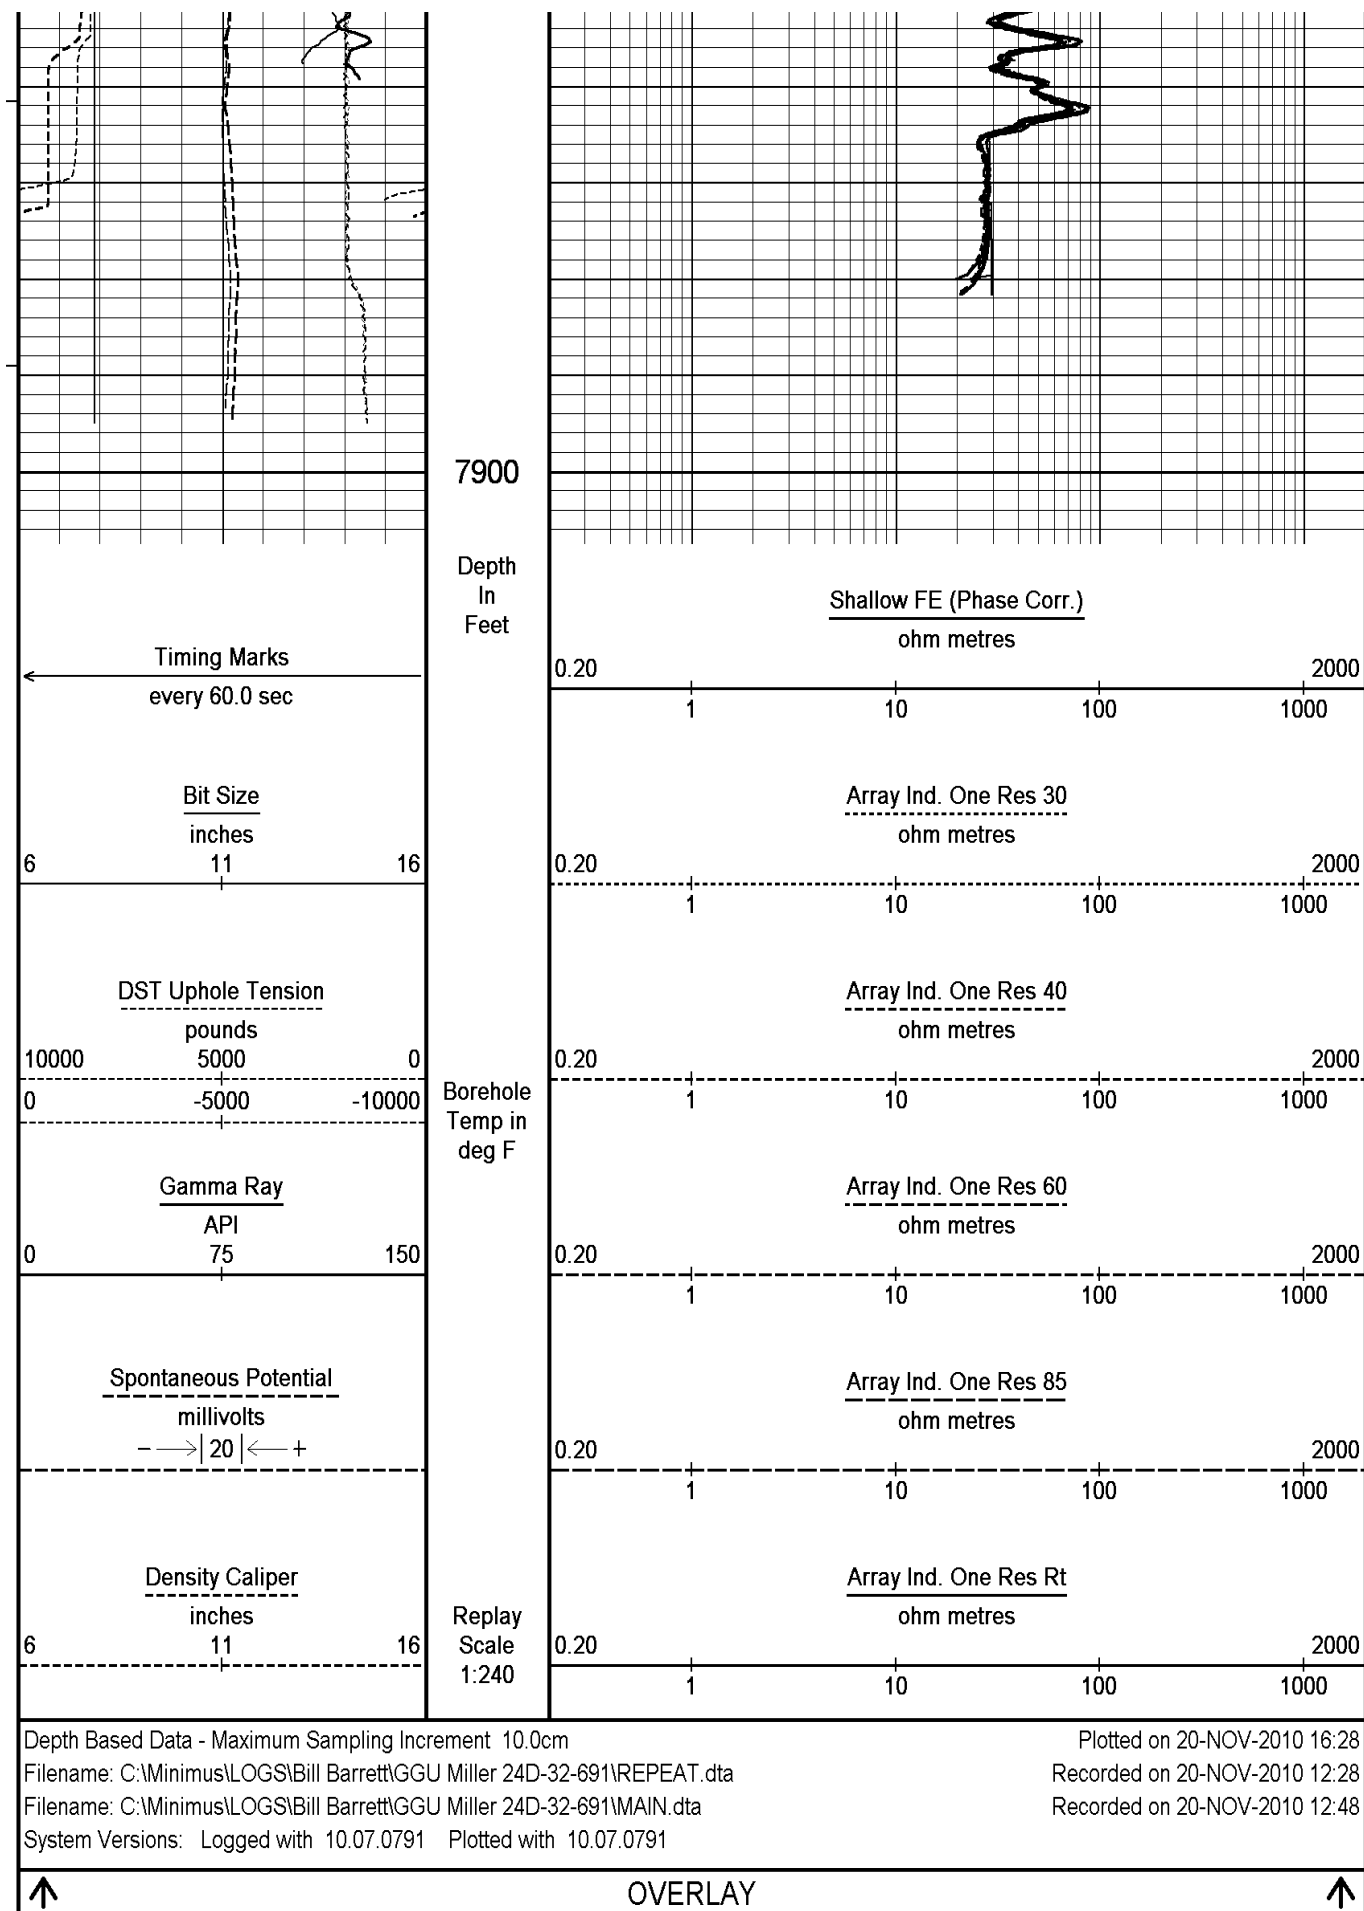 7900
Depth
In
Feet
Timing Marks
every 60.0 sec
Bit Size
inches
6 11 16
DST Uphole Tension
pounds
10000 5000 0
0 -5000 -10000
Gamma Ray
API
0 75 150
Spontaneous Potential
millivolts
- 20 +
Density Caliper
inches
6 11 16
Borehole
Temp in
deg F
Replay
Scale
1:240
Shallow FE (Phase Corr.)
ohm metres
0.20 2000
1 10 100 1000
Array Ind. One Res 30
ohm metres
0.20 2000
1 10 100 1000
Array Ind. One Res 40
ohm metres
0.20 2000
1 10 100 1000
Array Ind. One Res 60
ohm metres
0.20 2000
1 10 100 1000
Array Ind. One Res 85
ohm metres
0.20 2000
1 10 100 1000
Array Ind. One Res Rt
ohm metres
0.20 2000
1 10 100 1000
Depth Based Data - Maximum Sampling Increment 10.0cm Plotted on 20-NOV-2010 16:28
Filename: C:\Minimus\LOGS\Bill Barrett\GGU Miller 24D-32-691\REPEAT.dta Recorded on 20-NOV-2010 12:28
Filename: C:\Minimus\LOGS\Bill Barrett\GGU Miller 24D-32-691\MAIN.dta Recorded on 20-NOV-2010 12:48
System Versions: Logged with 10.07.0791 Plotted with 10.07.0791
OVERLAY